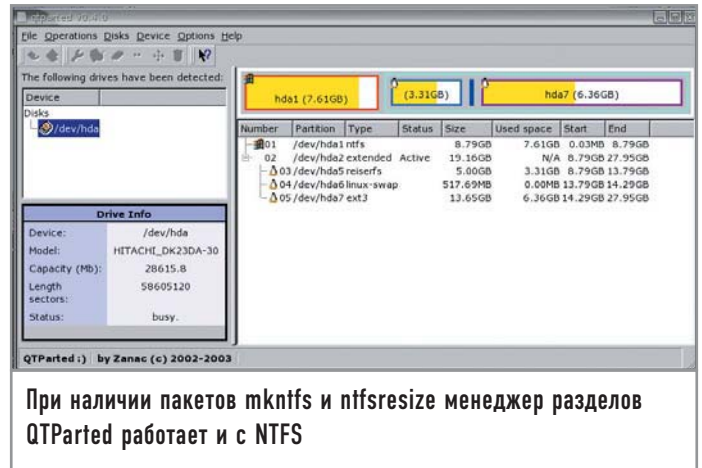 QTParted v0.4.0
File Operations Disks Device Options Help
The following drives have been detected:
Device
Disks
/dev/hda
Drive Info
Device: /dev/hda
Model: HITACHI_DK23DA-30
Capacity (Mb): 28615.8
Length sectors: 58605120
Status: busy.
hda1 (7.61GB) (3.31GB) hda7 (6.36GB)
Number Partition Type Status Size Used space Start End
01 /dev/hda1 ntfs 8.79GB 7.61GB 0.03MB 8.79GB
02 /dev/hda2 extended Active 19.16GB N/A 8.79GB 27.95GB
03 /dev/hda5 reiserfs 5.00GB 3.31GB 8.79GB 13.79GB
04 /dev/hda6 linux-swap 517.69MB 0.00MB 13.79GB 14.29GB
05 /dev/hda7 ext3 13.65GB 6.36GB 14.29GB 27.95GB
QTParted :) by Zanac (c) 2002-2003
При наличии пакетов mkntfs и ntfsresize менеджер разделов
QTParted работает и с NTFS